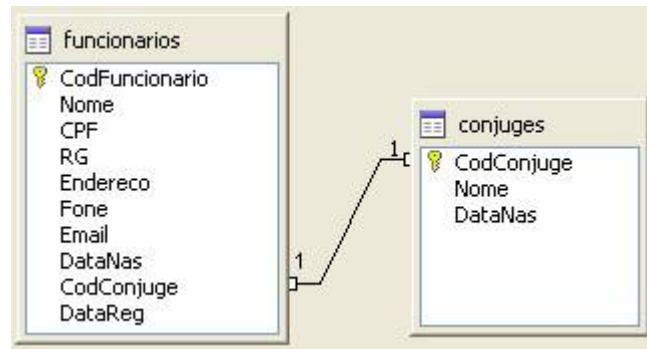 funcionarios
CodFuncionario
Nome
CPF
RG
Endereco
Fone
Email
DataNas
CodConjuge
DataReg
1
1
conjuges
CodConjuge
Nome
DataNas